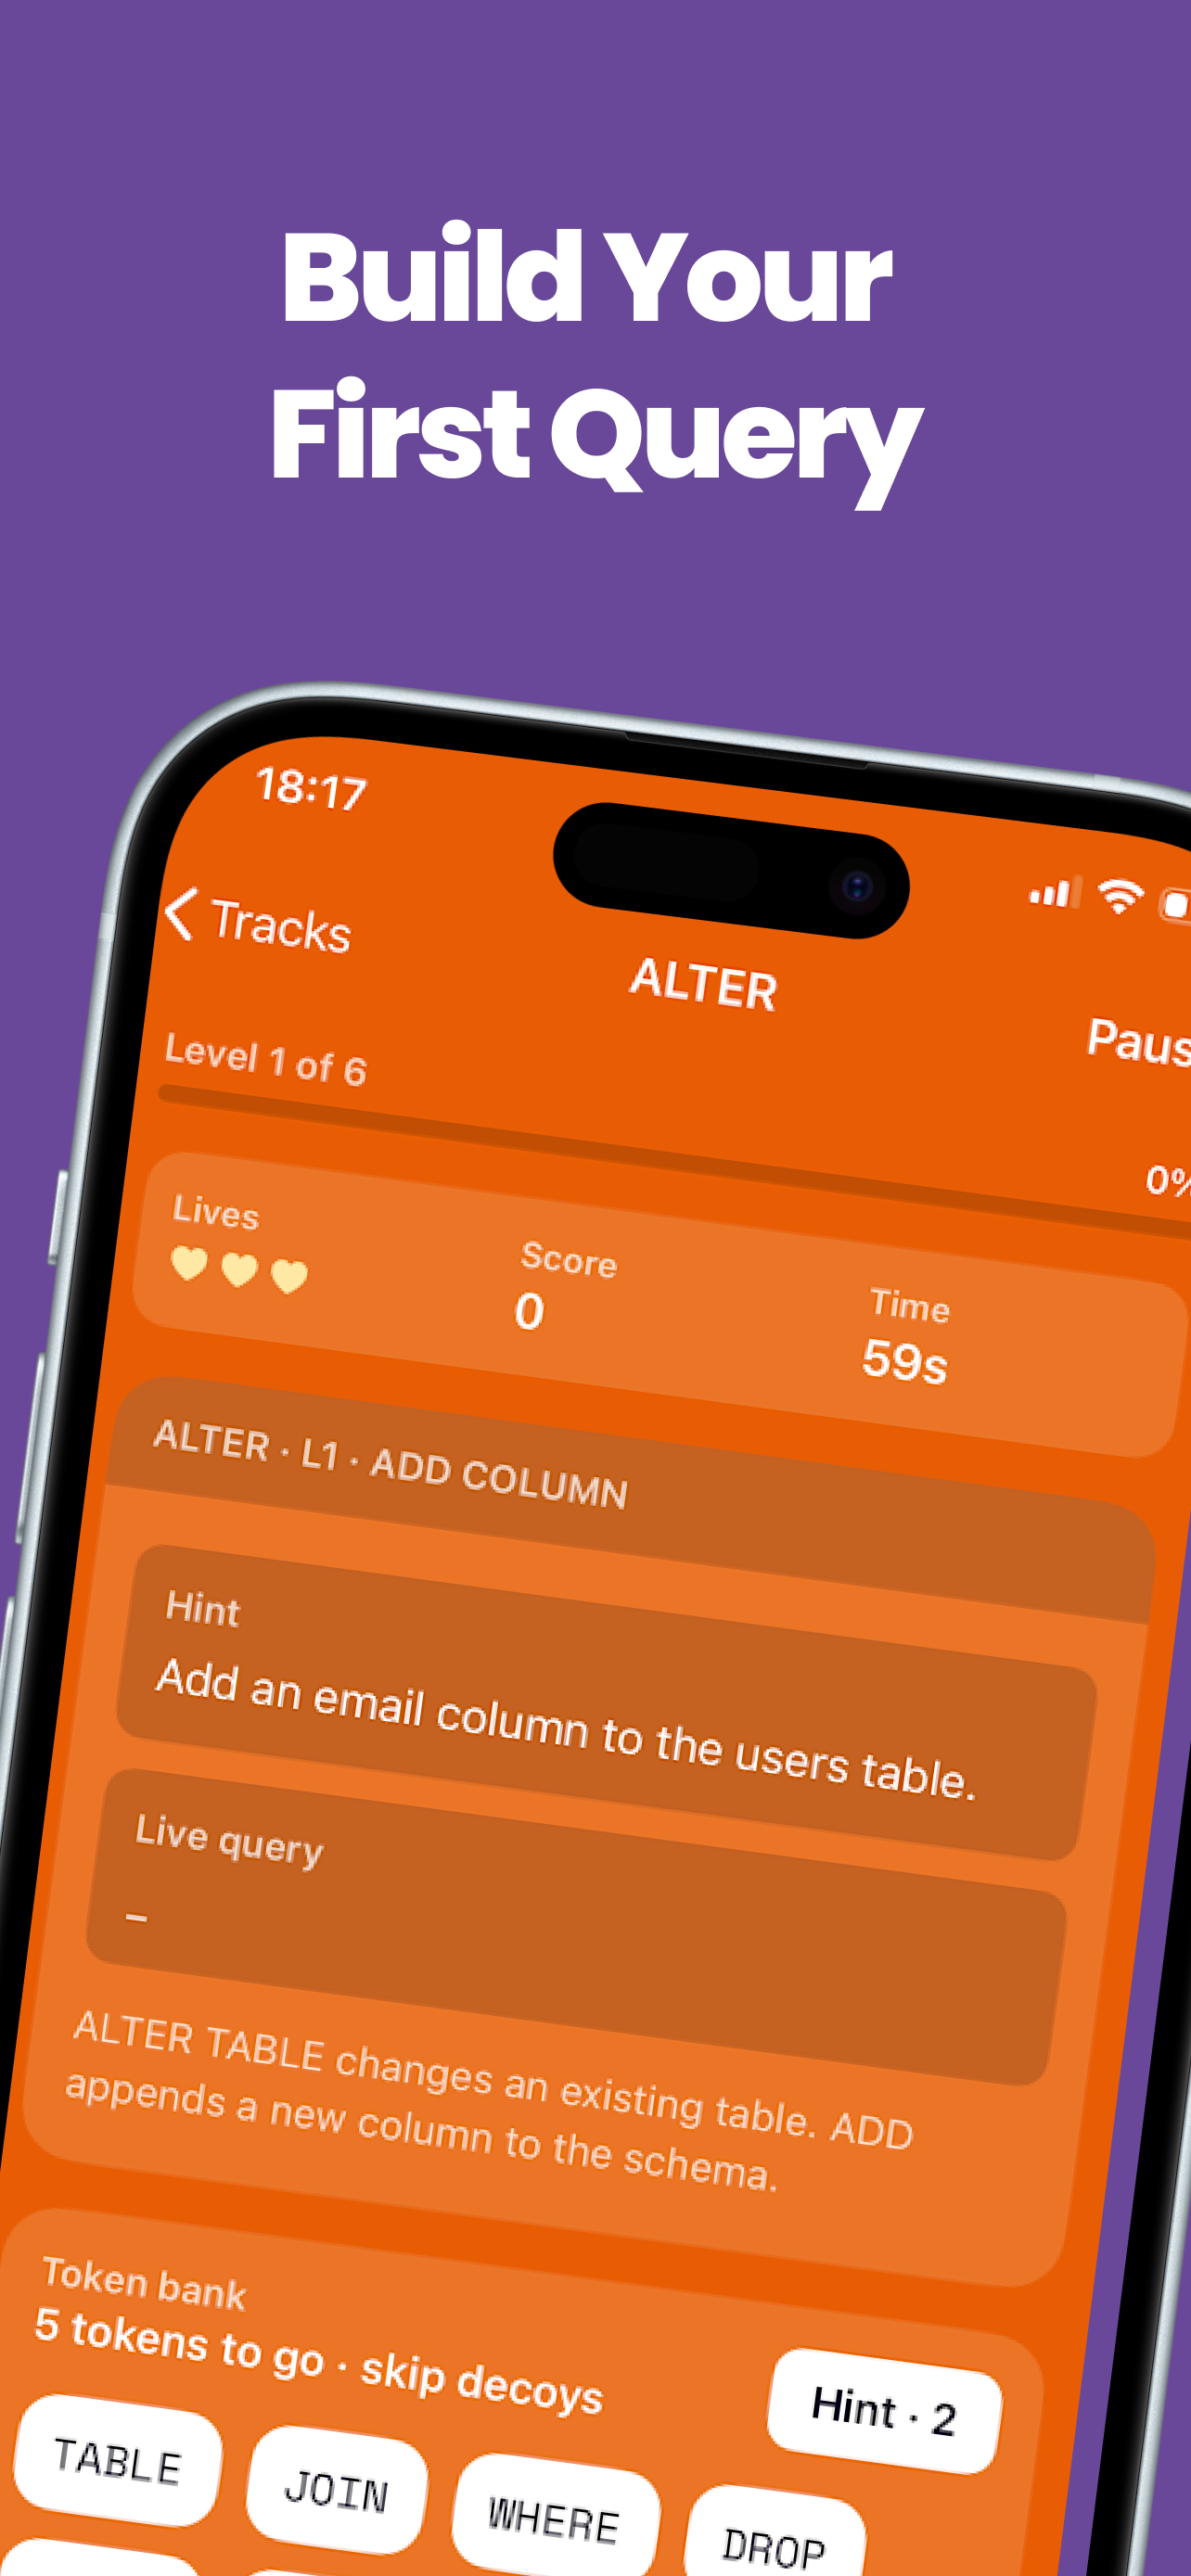 Build Your
First Query
18:17
Tracks
ALTER
Paus
Level 1 of 6
0%
Lives
Score
0
Time
59s
ALTER · L1 · ADD COLUMN
Hint
Add an email column to the users table.
Live query
–
ALTER TABLE changes an existing table. ADD
appends a new column to the schema.
Token bank
5 tokens to go · skip decoys
Hint · 2
TABLE
JOIN
WHERE
DROP